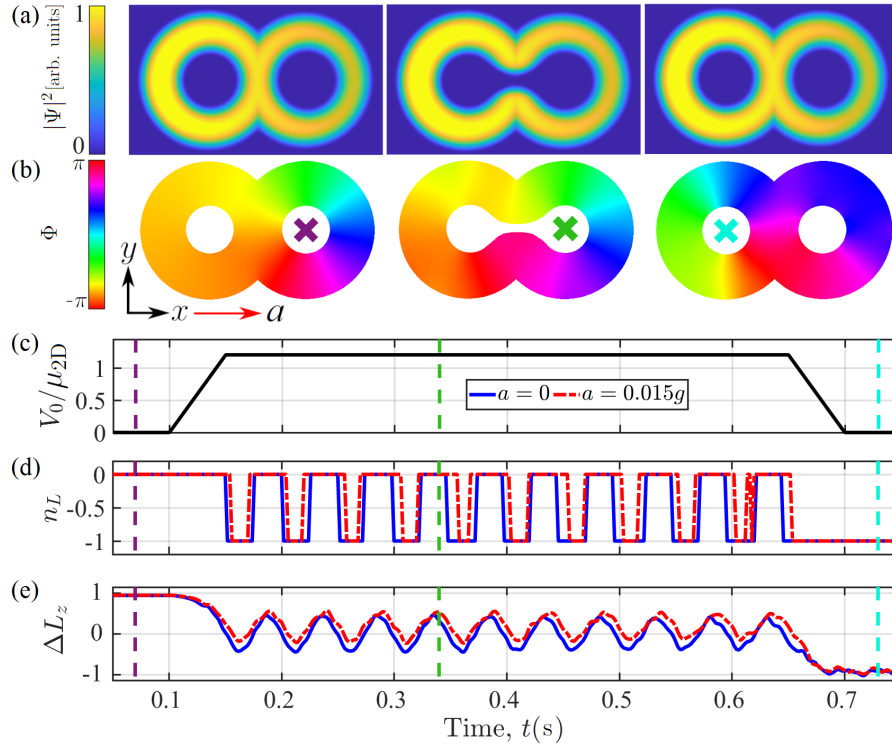 (a)
|Ψ|² [arb. units]
1
0
(b)
Φ
π
-π
y
x
a
(c)
V₀/μ₂D
1
0.5
0
a = 0
a = 0.015g
(d)
n_L
0
-0.5
-1
(e)
ΔL_z
1
0
-1
0.1 0.2 0.3 0.4 0.5 0.6 0.7
Time, t(s)